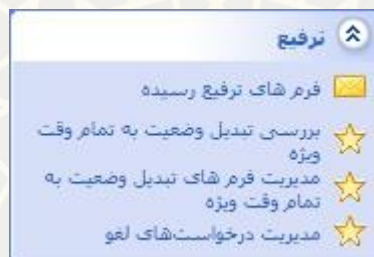 ترفیع
فرم های ترفیع رسیده
بررسی تبدیل وضعیت به تمام وقت
ویژه
مدیریت فرم های تبدیل وضعیت به
تمام وقت ویژه
مدیریت درخواست‌های لغو